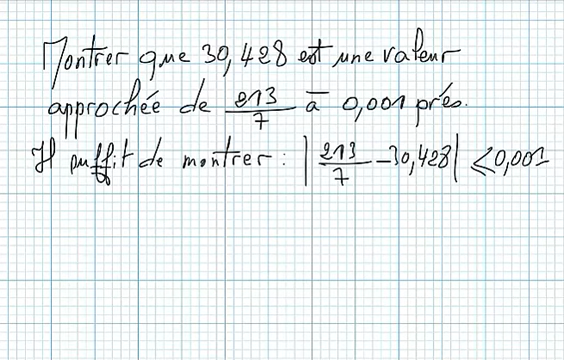 Montrer que 30,428 est une valeur
approchée de 213/7 à 0,001 près.
Il suffit de montrer : |213/7 - 30,428| ⩽ 0,001